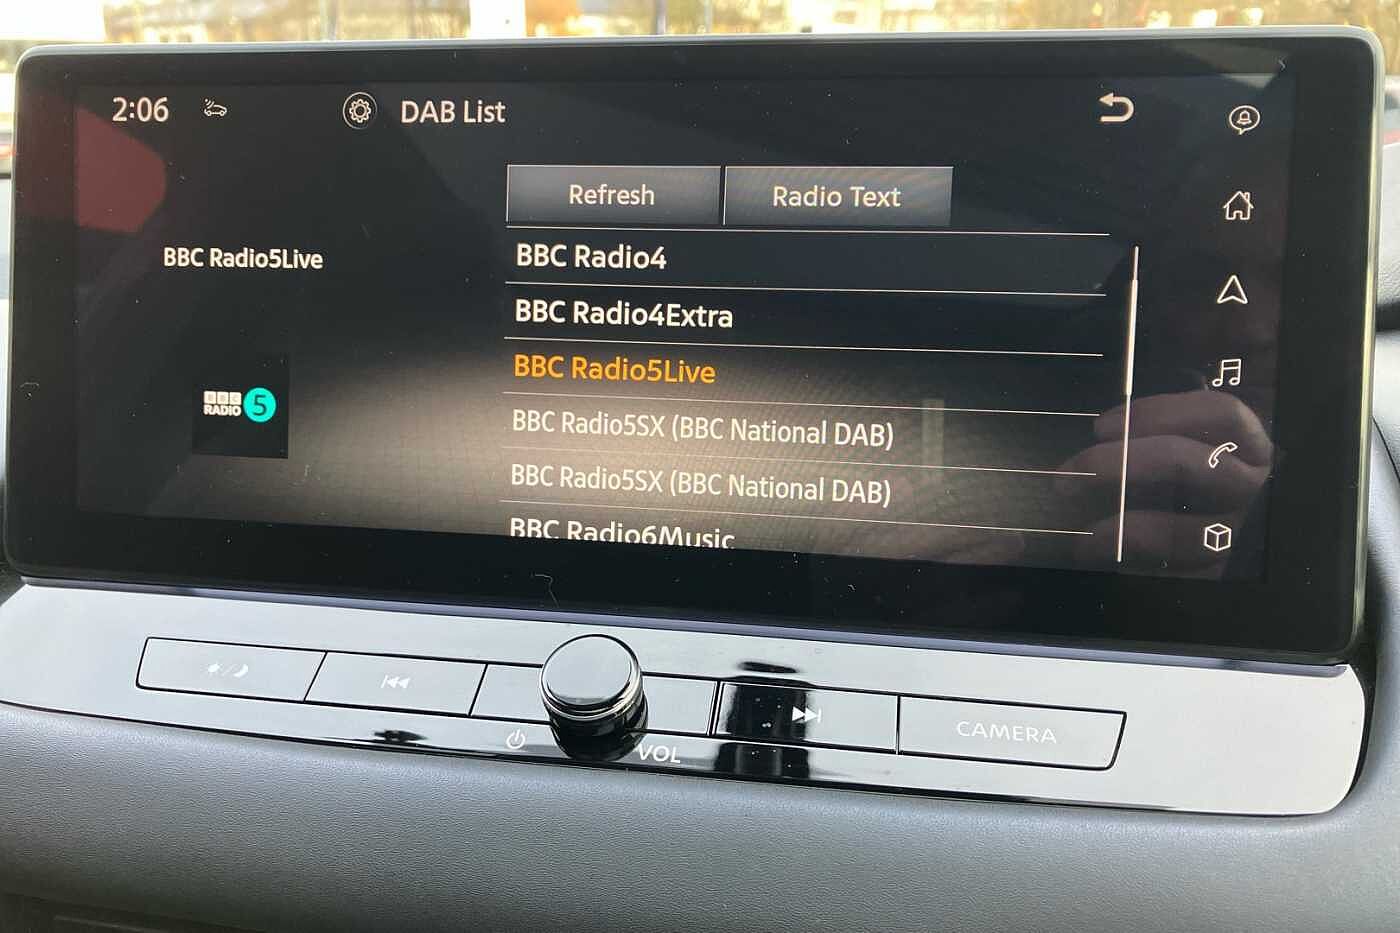 2:06
DAB List
Refresh
Radio Text
BBC Radio5Live
BBC Radio4
BBC Radio4Extra
BBC Radio5Live
BBC Radio5SX (BBC National DAB)
BBC Radio5SX (BBC National DAB)
BBC Radio6Music
BBC
RADIO 5
VOL
CAMERA